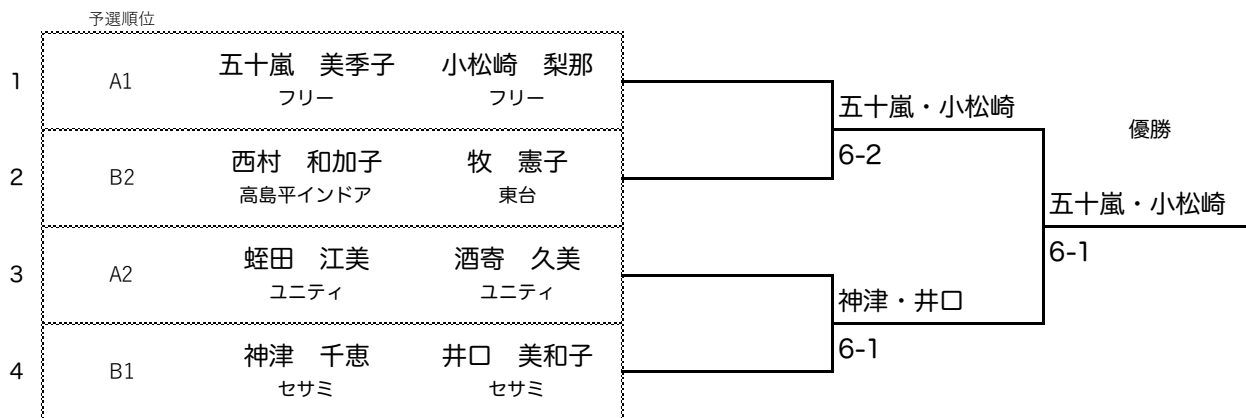 予選順位
1 A1 五十嵐　美季子 小松崎　梨那
フリー フリー
五十嵐・小松崎
優勝
6-2
2 B2 西村　和加子 牧　憲子
高島平インドア 東台
五十嵐・小松崎
6-1
3 A2 蛭田　江美 酒寄　久美
ユニティ ユニティ
神津・井口
6-1
4 B1 神津　千恵 井口　美和子
セサミ セサミ